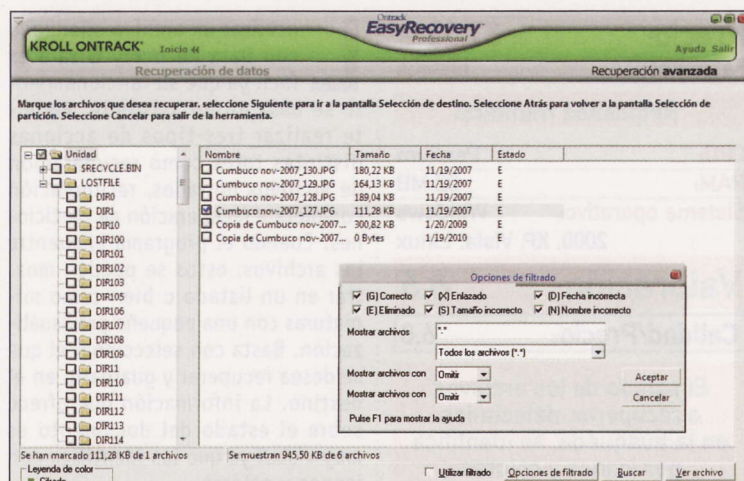 Ontrack
EasyRecovery™
Professional
KROLL ONTRACK®
Inicio
Ayuda Salir
Recuperación de datos
Recuperación avanzada
Marque los archivos que desea recuperar, seleccione Siguiente para ir a la pantalla Selección de destino. Seleccione Atrás para volver a la pantalla Selección de
partición. Seleccione Cancelar para salir de la herramienta.
Unidad
$RECYCLE.BIN
LOSTFILE
DIR0
DIR1
DIR10
DIR100
DIR101
DIR102
DIR103
DIR105
DIR106
DIR107
DIR108
DIR109
DIR11
DIR110
DIR111
DIR112
DIR113
DIR114
Nombre Tamaño Fecha Estado
Cumbuco nov-2007_130.JPG 180,22 KB 11/19/2007 E
Cumbuco nov-2007_129.JPG 164,13 KB 11/19/2007 E
Cumbuco nov-2007_128.JPG 189,04 KB 11/19/2007 E
Cumbuco nov-2007_127.JPG 111,28 KB 11/19/2007 E
Copia de Cumbuco nov-2007... 300,82 KB 1/20/2009 E
Copia de Cumbuco nov-2007... 0 Bytes 1/19/2010 E
Opciones de filtrado
(G) Correcto (X) Enlazado (D) Fecha incorrecta
(E) Eliminado (S) Tamaño incorrecto (N) Nombre incorrecto
Mostrar archivos *.*
Todos los archivos (*.*)
Mostrar archivos con Omitir
Mostrar archivos con Omitir
Aceptar
Cancelar
Pulse F1 para mostrar la ayuda
Se han marcado 111,28 KB de 1 archivos
Se muestran 945,50 KB de 6 archivos
Leyenda de color
Filtrado
Utilizar filtrado
Opciones de filtrado
Buscar
Ver archivo